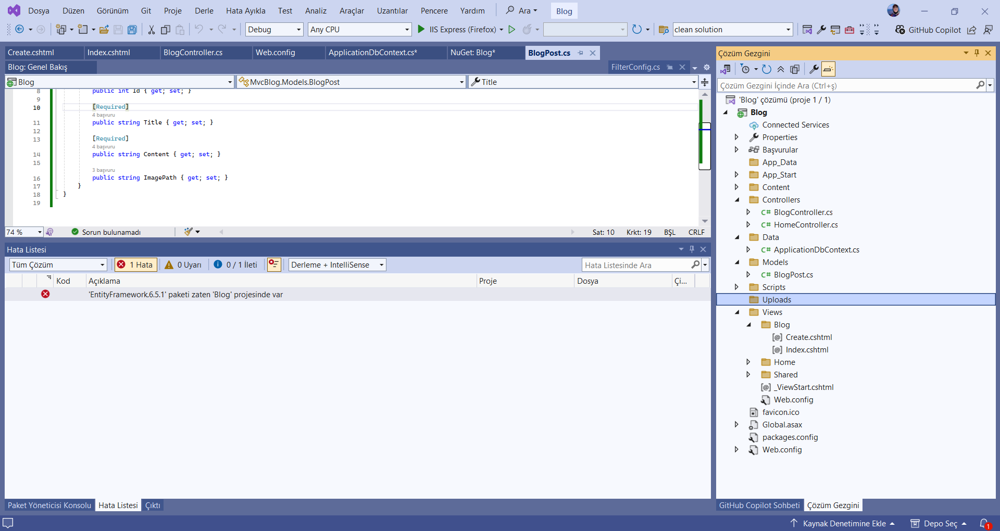 Dosya Düzen Görünüm Git Proje Derle Hata Ayıkla Test Analiz Araçlar Uzantılar Pencere Yardım Ara Blog
Debug Any CPU IIS Express (Firefox) clean solution GitHub Copilot
Create.cshtml Index.cshtml BlogController.cs Web.config ApplicationDbContext.cs* NuGet: Blog* BlogPost.cs
Blog: Genel Bakış FilterConfig.cs
Blog MvcBlog.Models.BlogPost Title
8 public int Id { get; set; }
9
10 [Required]
4 başvuru
11 public string Title { get; set; }
12
13 [Required]
4 başvuru
14 public string Content { get; set; }
15
3 başvuru
16 public string ImagePath { get; set; }
17 }
18 }
19
74 % Sorun bulunamadı Sat: 10 Krkt: 19 BŞL CRLF
Hata Listesi
Tüm Çözüm 1 Hata 0 Uyarı 0 / 1 İleti Derleme + IntelliSense Hata Listesinde Ara
Kod Açıklama Proje Dosya Çi...
'EntityFramework.6.5.1' paketi zaten 'Blog' projesinde var
Paket Yöneticisi Konsolu Hata Listesi Çıktı
Çözüm Gezgini
Çözüm Gezgini İçinde Ara (Ctrl+ş)
'Blog' çözümü (proje 1 / 1)
Blog
Connected Services
Properties
Başvurular
App_Data
App_Start
Content
Controllers
C# BlogController.cs
C# HomeController.cs
Data
C# ApplicationDbContext.cs
Models
C# BlogPost.cs
Scripts
Uploads
Views
Blog
[@] Create.cshtml
[@] Index.cshtml
Home
Shared
[@] _ViewStart.cshtml
Web.config
favicon.ico
Global.asax
packages.config
Web.config
GitHub Copilot Sohbeti Çözüm Gezgini
Kaynak Denetimine Ekle Depo Seç 1